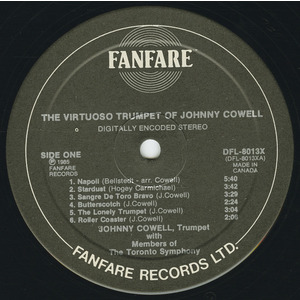 FANFARE
THE VIRTUOSO TRUMPET OF JOHNNY COWELL
DIGITALLY ENCODED STEREO
SIDE ONE
℗ 1985
FANFARE
RECORDS
DFL-8013X
(DFL-8013XA)
MADE IN
CANADA
1. Napoli (Bellstedt - arr. Cowell) 5:40
2. Stardust (Hogey Carmichael) 6:52
3. Sangre De Toro Bravo (J.Cowell) 3:29
4. Butterscotch (J.Cowell) 2:24
5. The Lonely Trumpet (J.Cowell) 3:04
6. Roller Coaster (J.Cowell) 2:06
JOHNNY COWELL, Trumpet
with
Members of
The Toronto Symphony
FANFARE RECORDS LTD.